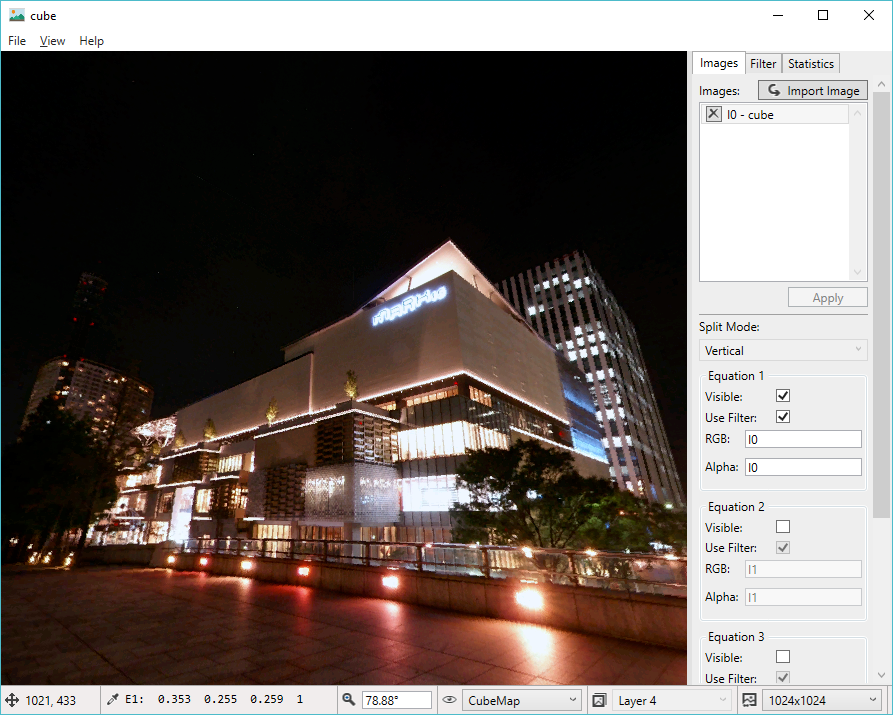 cube
File View Help
Images Filter Statistics
Images: Import Image
I0 - cube
Apply
Split Mode:
Vertical
Equation 1
Visible:
Use Filter:
RGB: I0
Alpha: I0
Equation 2
Visible:
Use Filter:
RGB: I1
Alpha: I1
Equation 3
Visible:
Use Filter:
MARK IS
1021, 433 E1: 0.353 0.255 0.259 1 78.88° CubeMap Layer 4 1024x1024